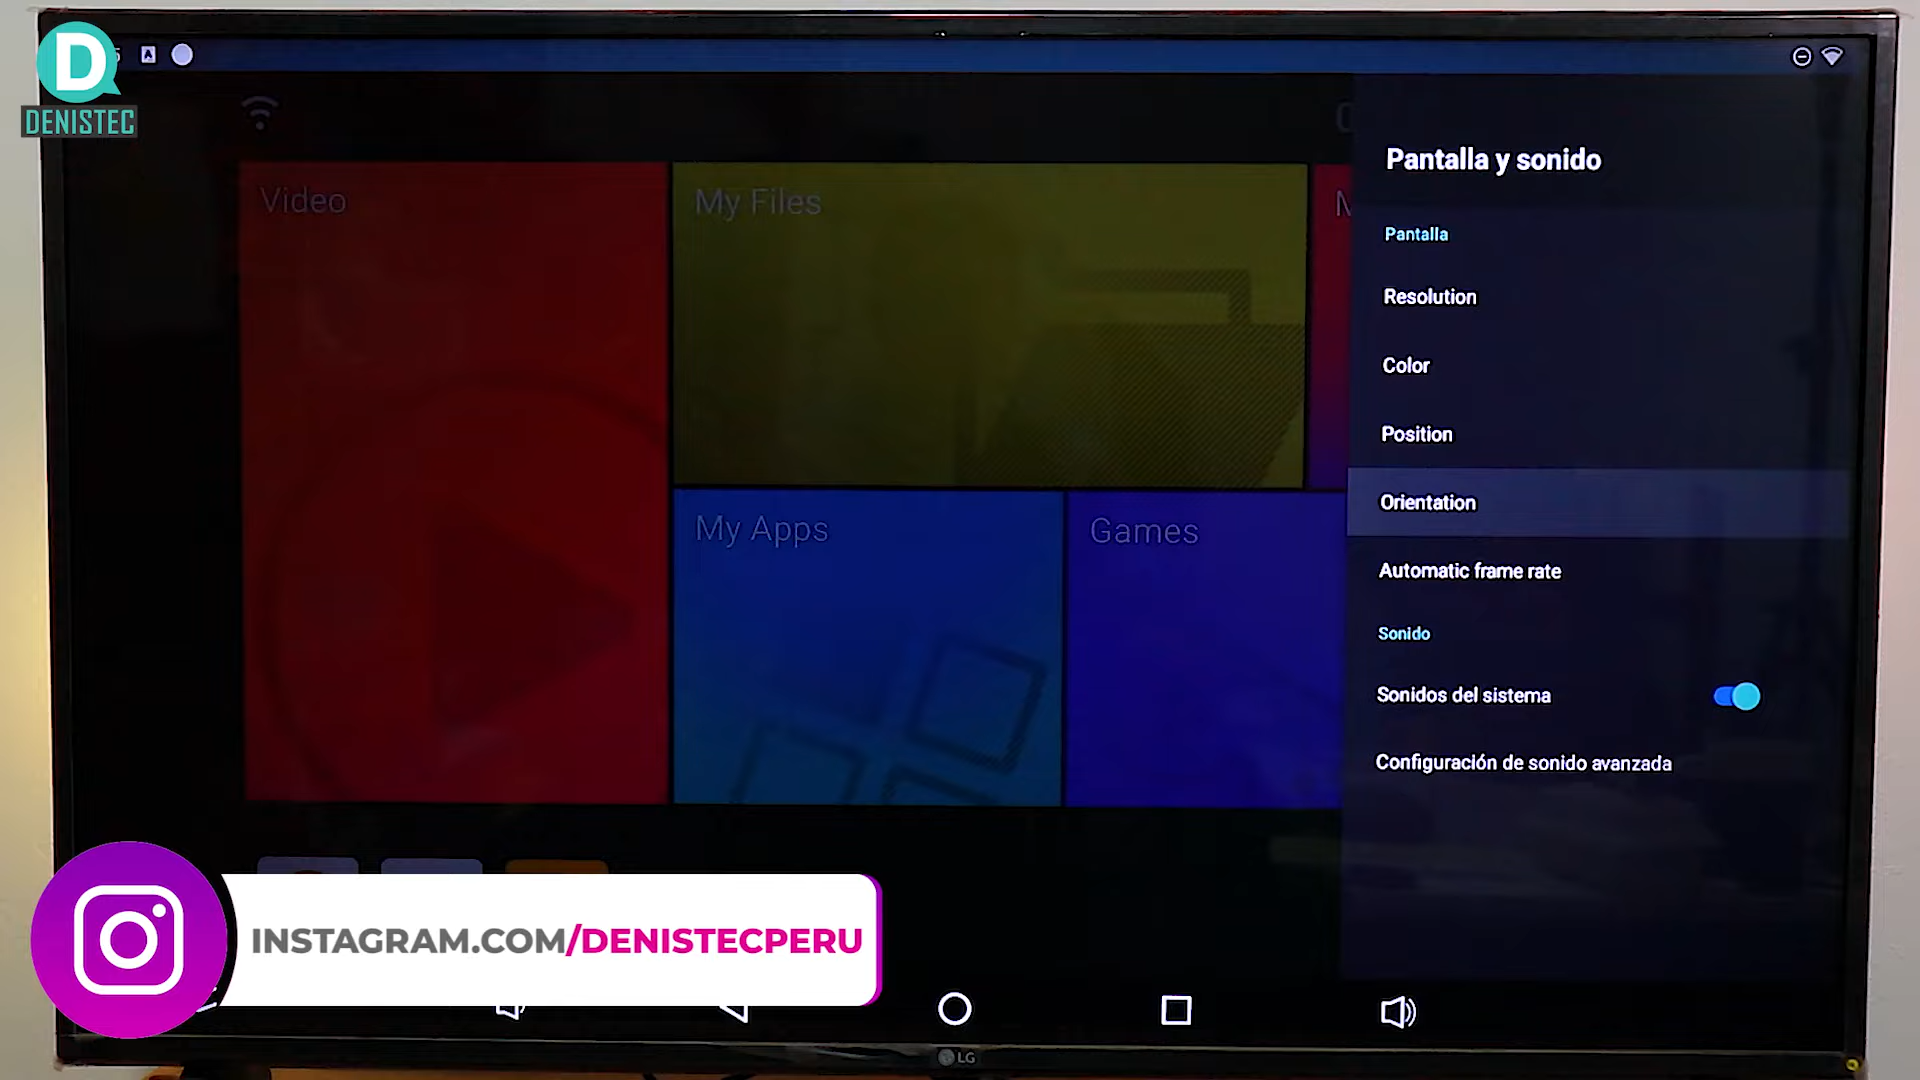 D
DENISTEC
Video
My Files
My Apps
Games
Pantalla y sonido
Pantalla
Resolution
Color
Position
Orientation
Automatic frame rate
Sonido
Sonidos del sistema
Configuración de sonido avanzada
INSTAGRAM.COM/DENISTECPERU
LG